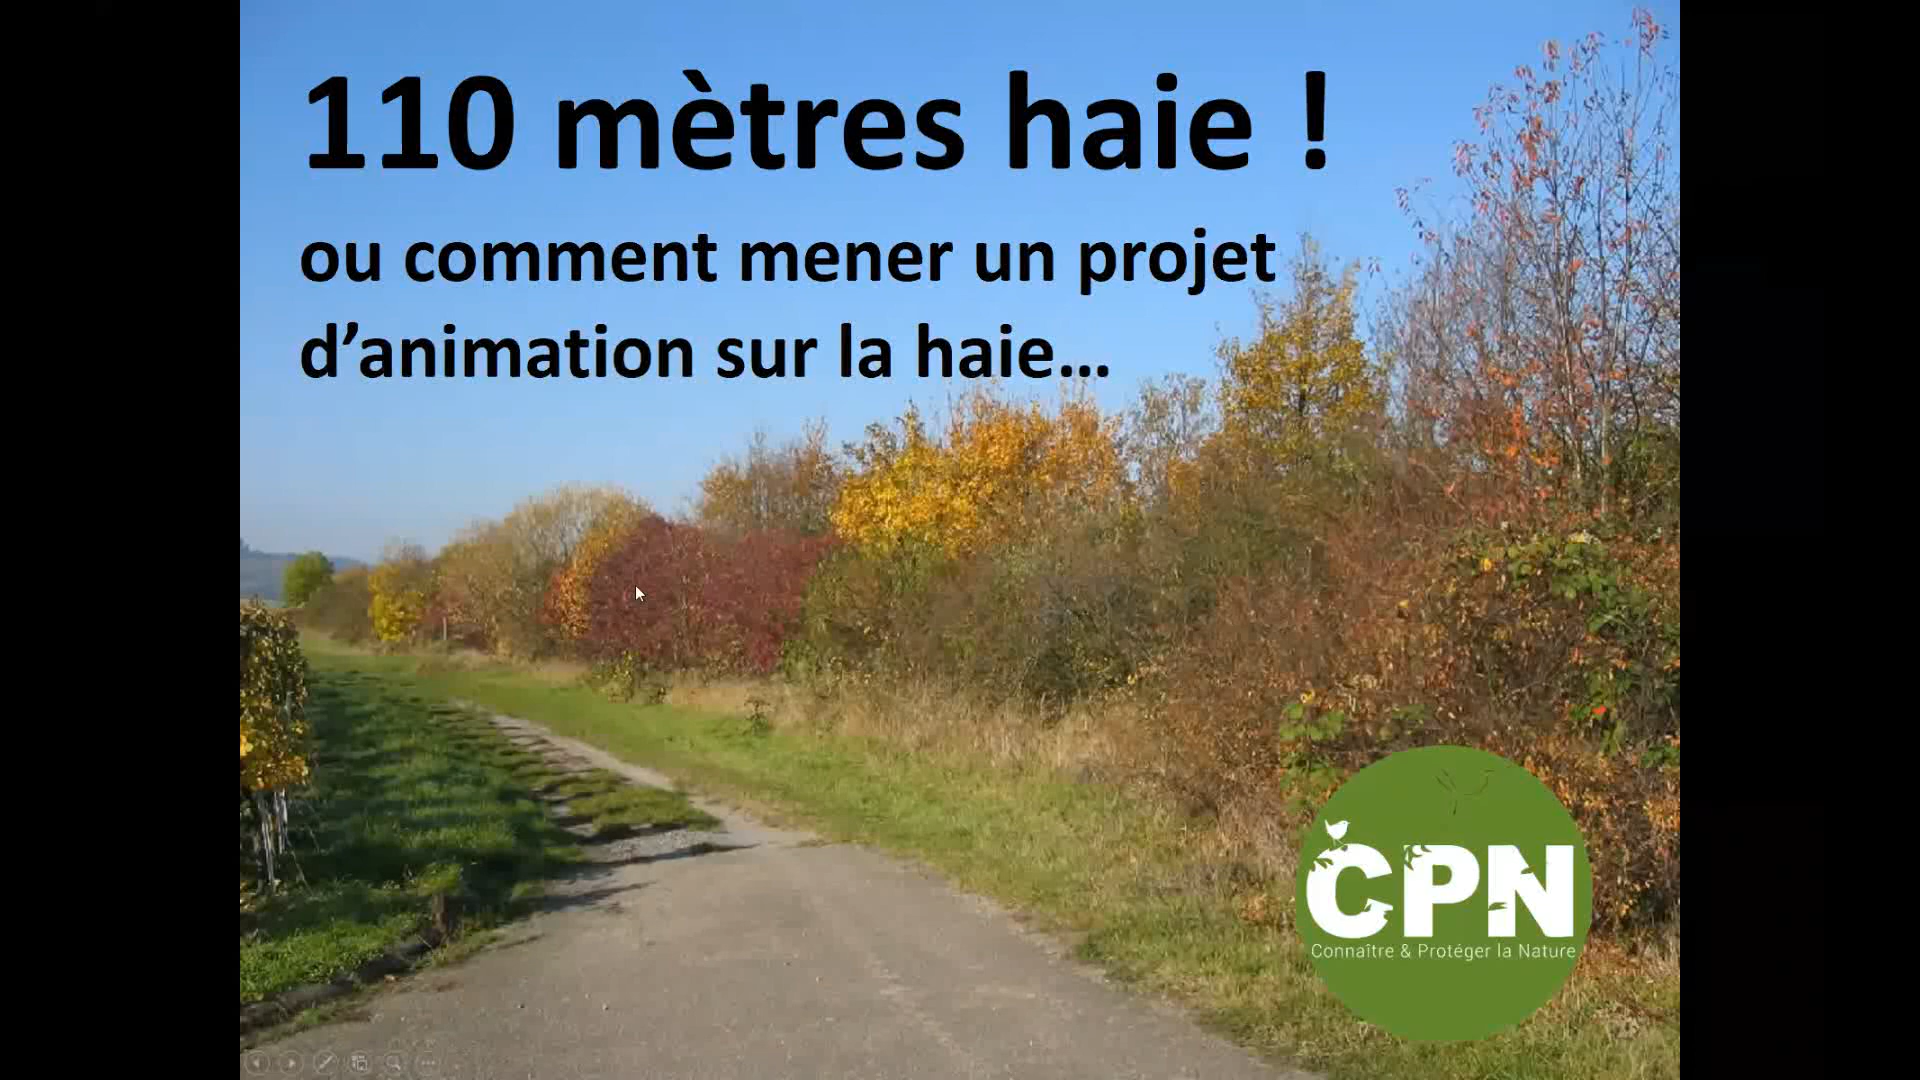 110 mètres haie !
ou comment mener un projet
d’animation sur la haie…
CPN
Connaître & Protéger la Nature